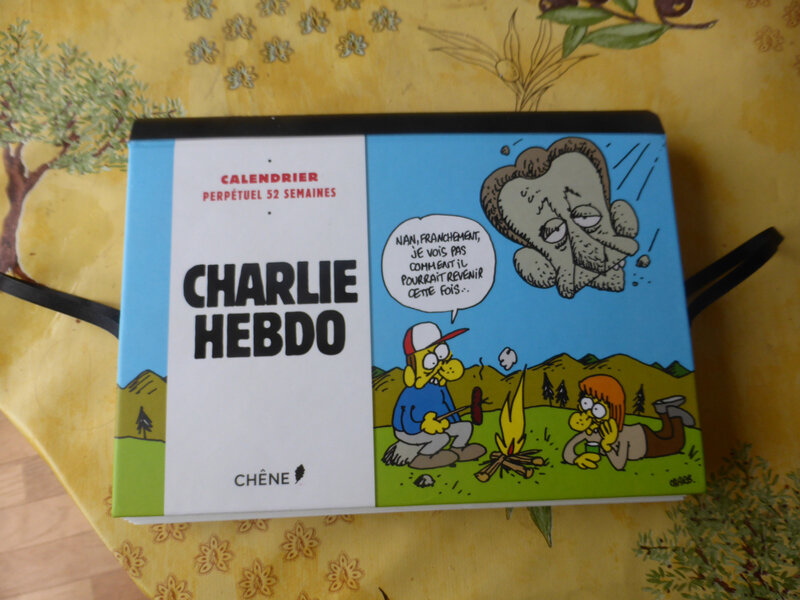 CALENDRIER
PERPÉTUEL 52 SEMAINES
CHARLIE
HEBDO
CHÊNE
NAN, FRANCHEMENT,
JE VOIS PAS
COMMENT IL
POURRAIT REVENIR
CETTE FOIS...